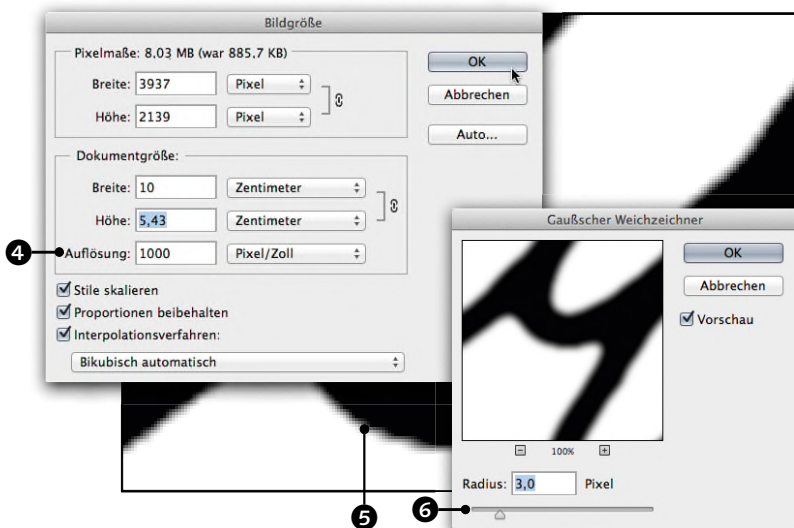 Bildgröße
Pixelmaße: 8,03 MB (war 885,7 KB)
Breite: 3937 Pixel
Höhe: 2139 Pixel
OK
Abbrechen
Auto...
Dokumentgröße:
Breite: 10 Zentimeter
Höhe: 5,43 Zentimeter
4 Auflösung: 1000 Pixel/Zoll
Stile skalieren
Proportionen beibehalten
Interpolationsverfahren:
Bikubisch automatisch
5
Gaußscher Weichzeichner
OK
Abbrechen
Vorschau
100%
Radius: 3,0 Pixel
6